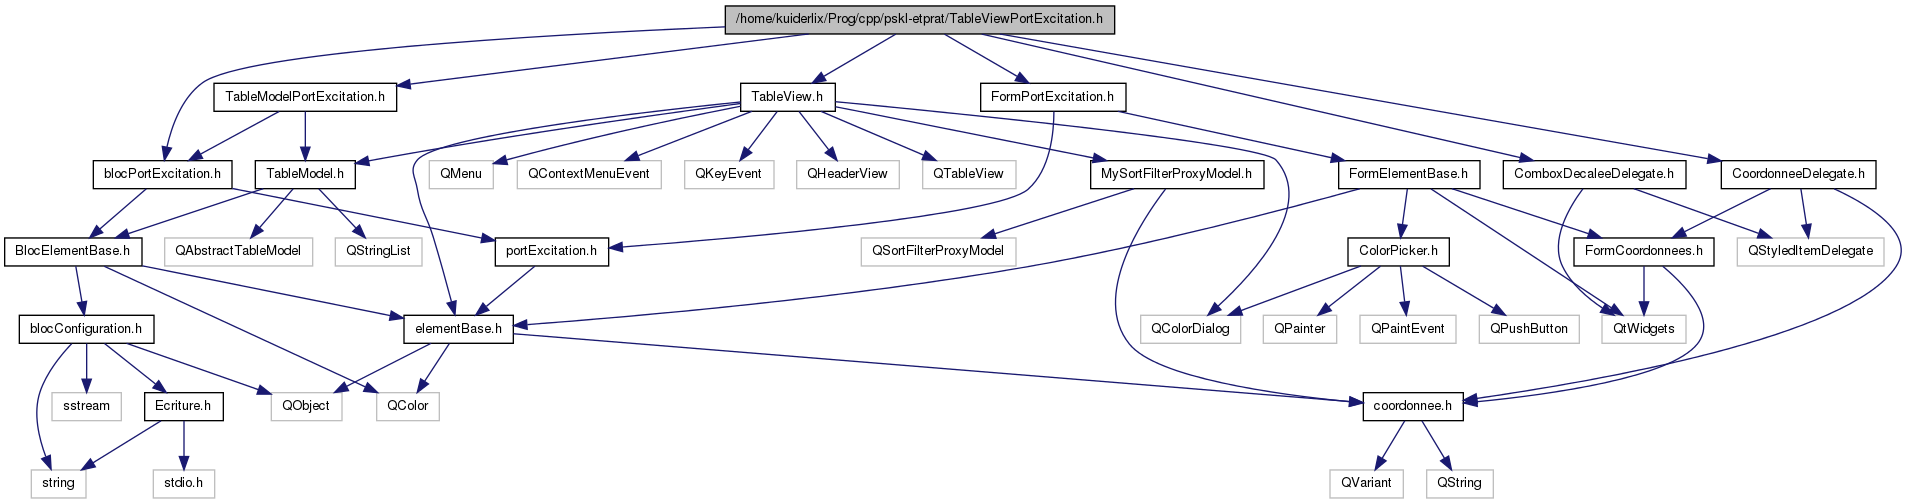 /home/kuiderlix/Prog/cpp/pskl-etprat/TableViewPortExcitation.h
TableModelPortExcitation.h
TableView.h
FormPortExcitation.h
blocPortExcitation.h
TableModel.h
QMenu
QContextMenuEvent
QKeyEvent
QHeaderView
QTableView
MySortFilterProxyModel.h
FormElementBase.h
ComboxDecaleeDelegate.h
CoordonneeDelegate.h
BlocElementBase.h
QAbstractTableModel
QStringList
portExcitation.h
QSortFilterProxyModel
ColorPicker.h
FormCoordonnees.h
QStyledItemDelegate
blocConfiguration.h
elementBase.h
QColorDialog
QPainter
QPaintEvent
QPushButton
QtWidgets
sstream
Ecriture.h
QObject
QColor
coordonnee.h
string
stdio.h
QVariant
QString